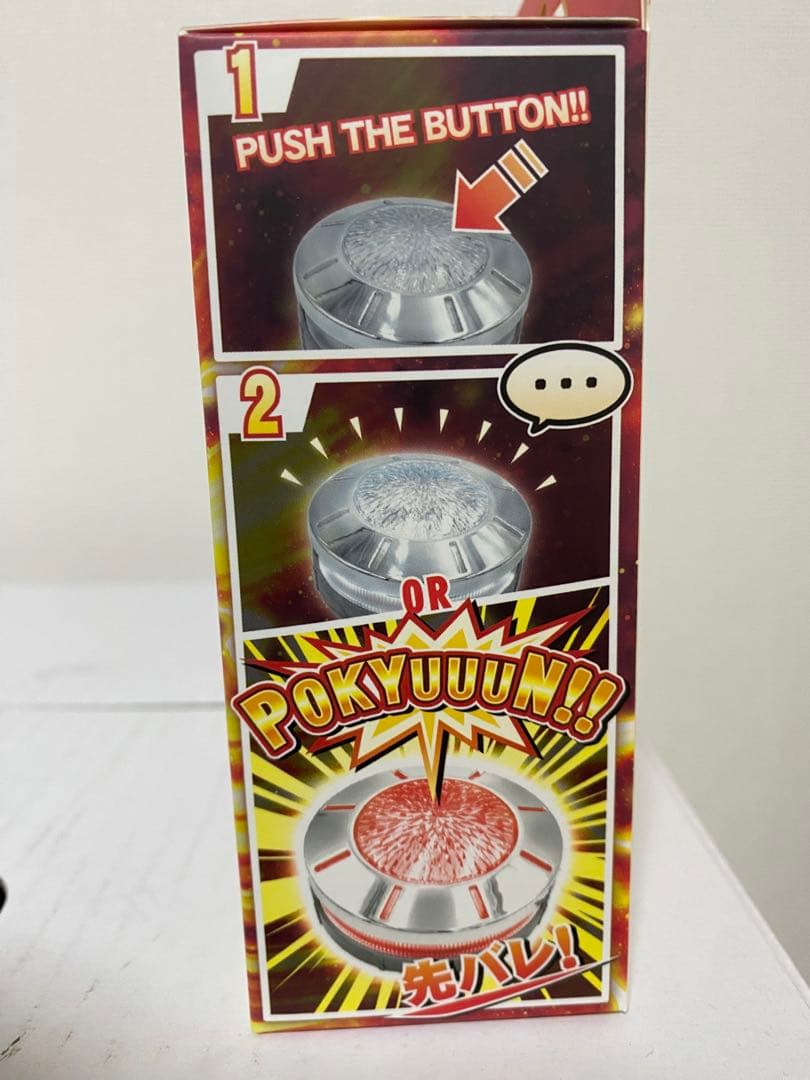 1
PUSH THE BUTTON!!
2
...
OR
POKYUUUN!!
先バレ!